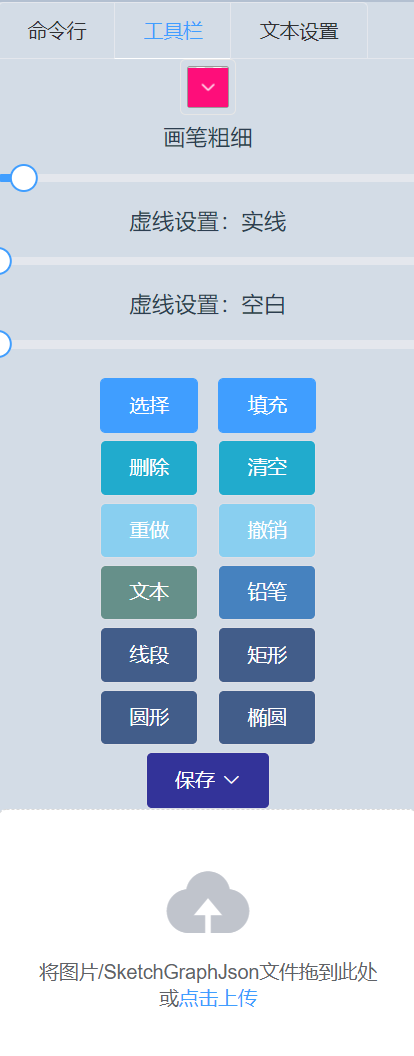 命令行 工具栏 文本设置
画笔粗细
虚线设置：实线
虚线设置：空白
选择 填充
删除 清空
重做 撤销
文本 铅笔
线段 矩形
圆形 椭圆
保存
将图片/SketchGraphJson文件拖到此处
或点击上传